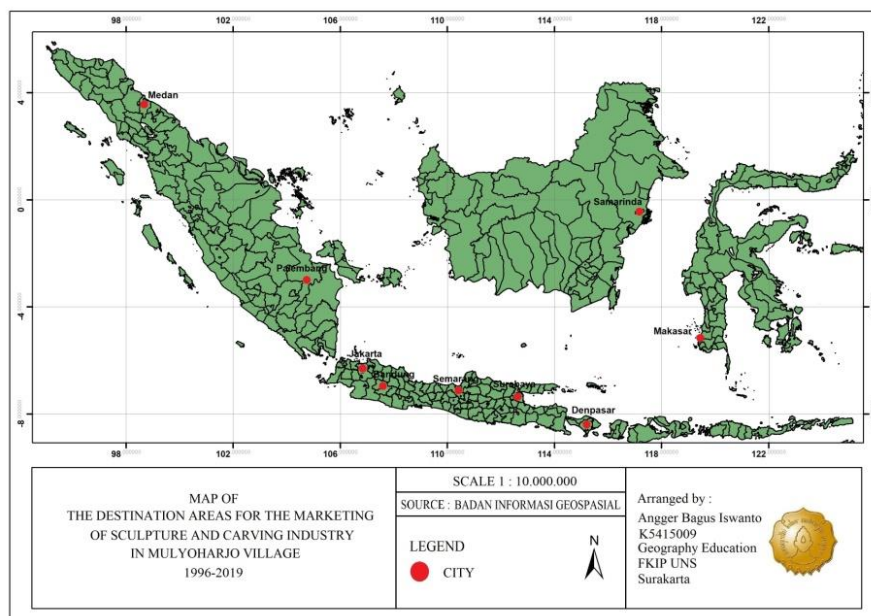 98
102
106
110
114
118
122
4
0
-4
-8
Medan
Samarinda
Palembang
Makasar
Jakarta
Bandung
Semarang
Surabaya
Denpasar
98
102
106
110
114
118
122
MAP OF
THE DESTINATION AREAS FOR THE MARKETING
OF SCULPTURE AND CARVING INDUSTRY
IN MULYOHARJO VILLAGE
1996-2019
SCALE 1 : 10.000.000
SOURCE : BADAN INFORMASI GEOSPASIAL
LEGEND
CITY
N
Arranged by :
Angger Bagus Iswanto
K5415009
Geography Education
FKIP UNS
Surakarta